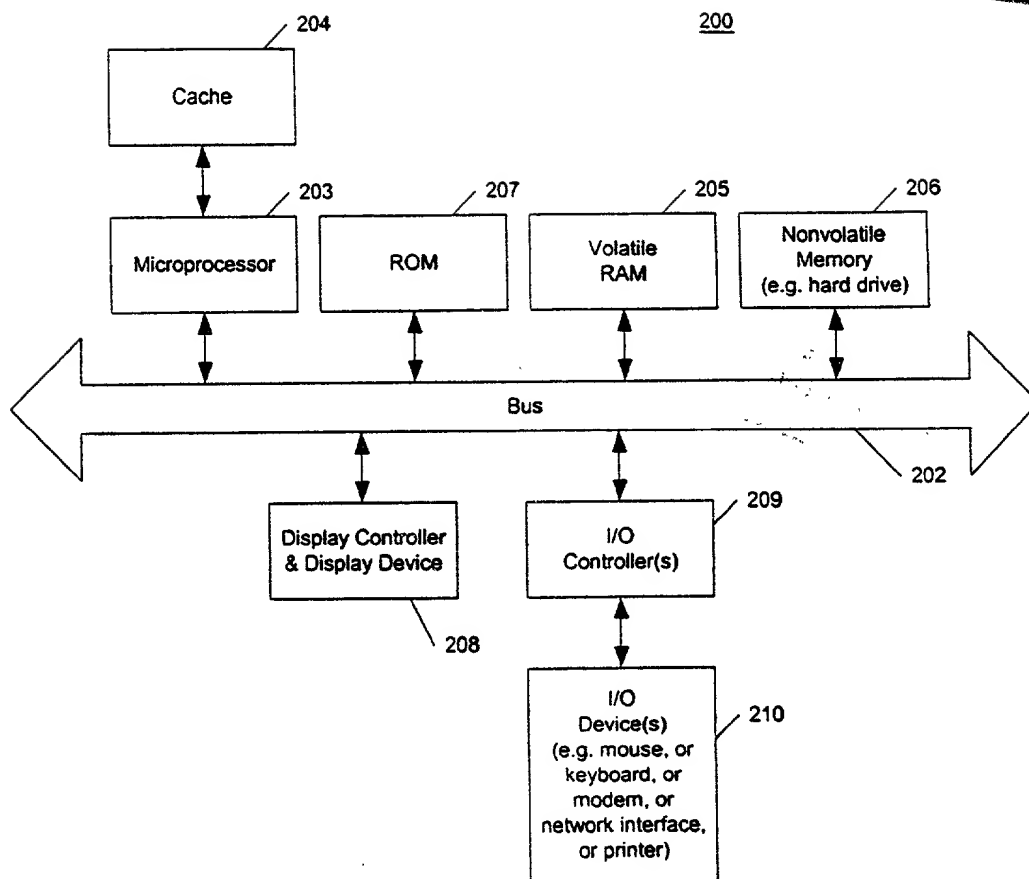 200
204
Cache
203
Microprocessor
207
ROM
205
Volatile
RAM
206
Nonvolatile
Memory
(e.g. hard drive)
Bus
202
Display Controller
& Display Device
208
209
I/O
Controller(s)
210
I/O
Device(s)
(e.g. mouse, or
keyboard, or
modem, or
network interface,
or printer)